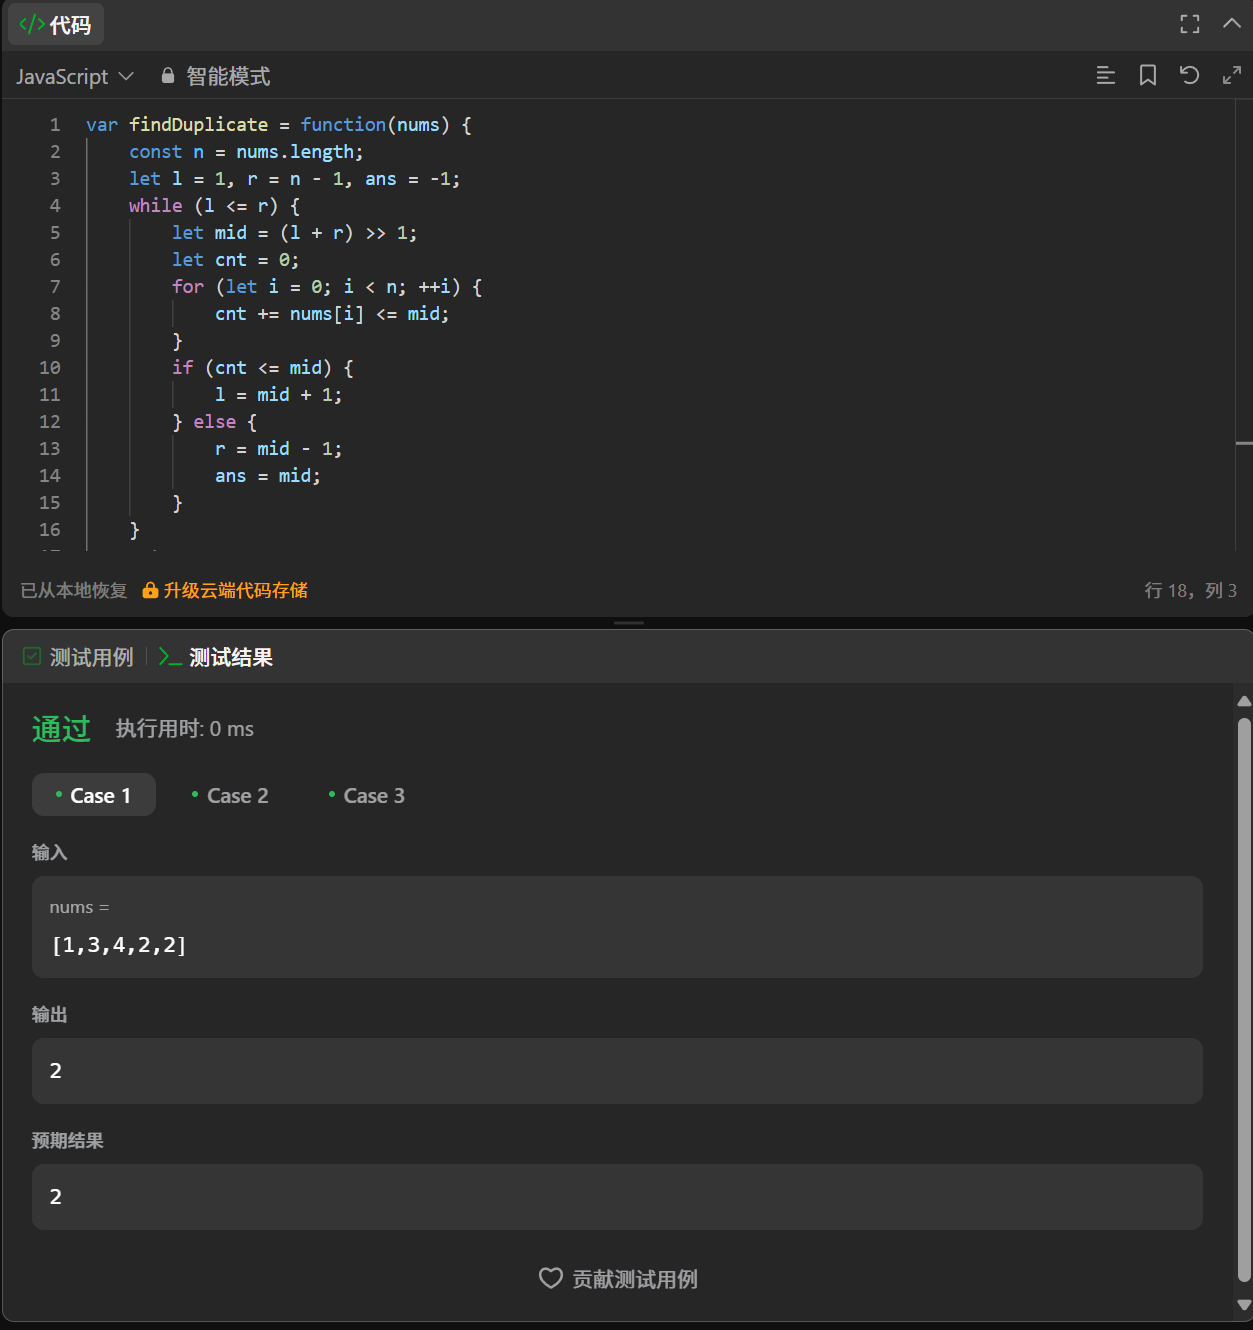 </>代码
JavaScript 智能模式
1 var findDuplicate = function(nums) {
2 const n = nums.length;
3 let l = 1, r = n - 1, ans = -1;
4 while (l <= r) {
5 let mid = (l + r) >> 1;
6 let cnt = 0;
7 for (let i = 0; i < n; ++i) {
8 cnt += nums[i] <= mid;
9 }
10 if (cnt <= mid) {
11 l = mid + 1;
12 } else {
13 r = mid - 1;
14 ans = mid;
15 }
16 }
已从本地恢复 升级云端代码存储 行 18，列 3
测试用例 >_ 测试结果
通过 执行用时: 0 ms
Case 1 Case 2 Case 3
输入
nums =
[1,3,4,2,2]
输出
2
预期结果
2
贡献测试用例